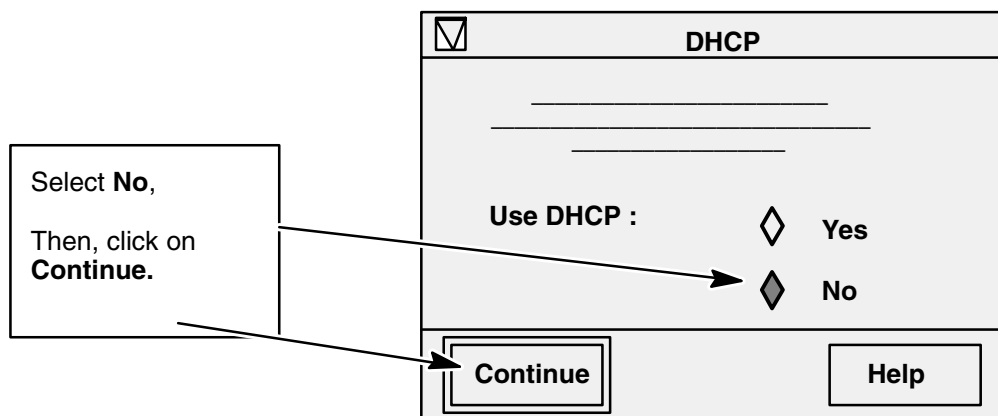 DHCP
Select No,
Then, click on
Continue.
Use DHCP :
Yes
No
Continue
Help